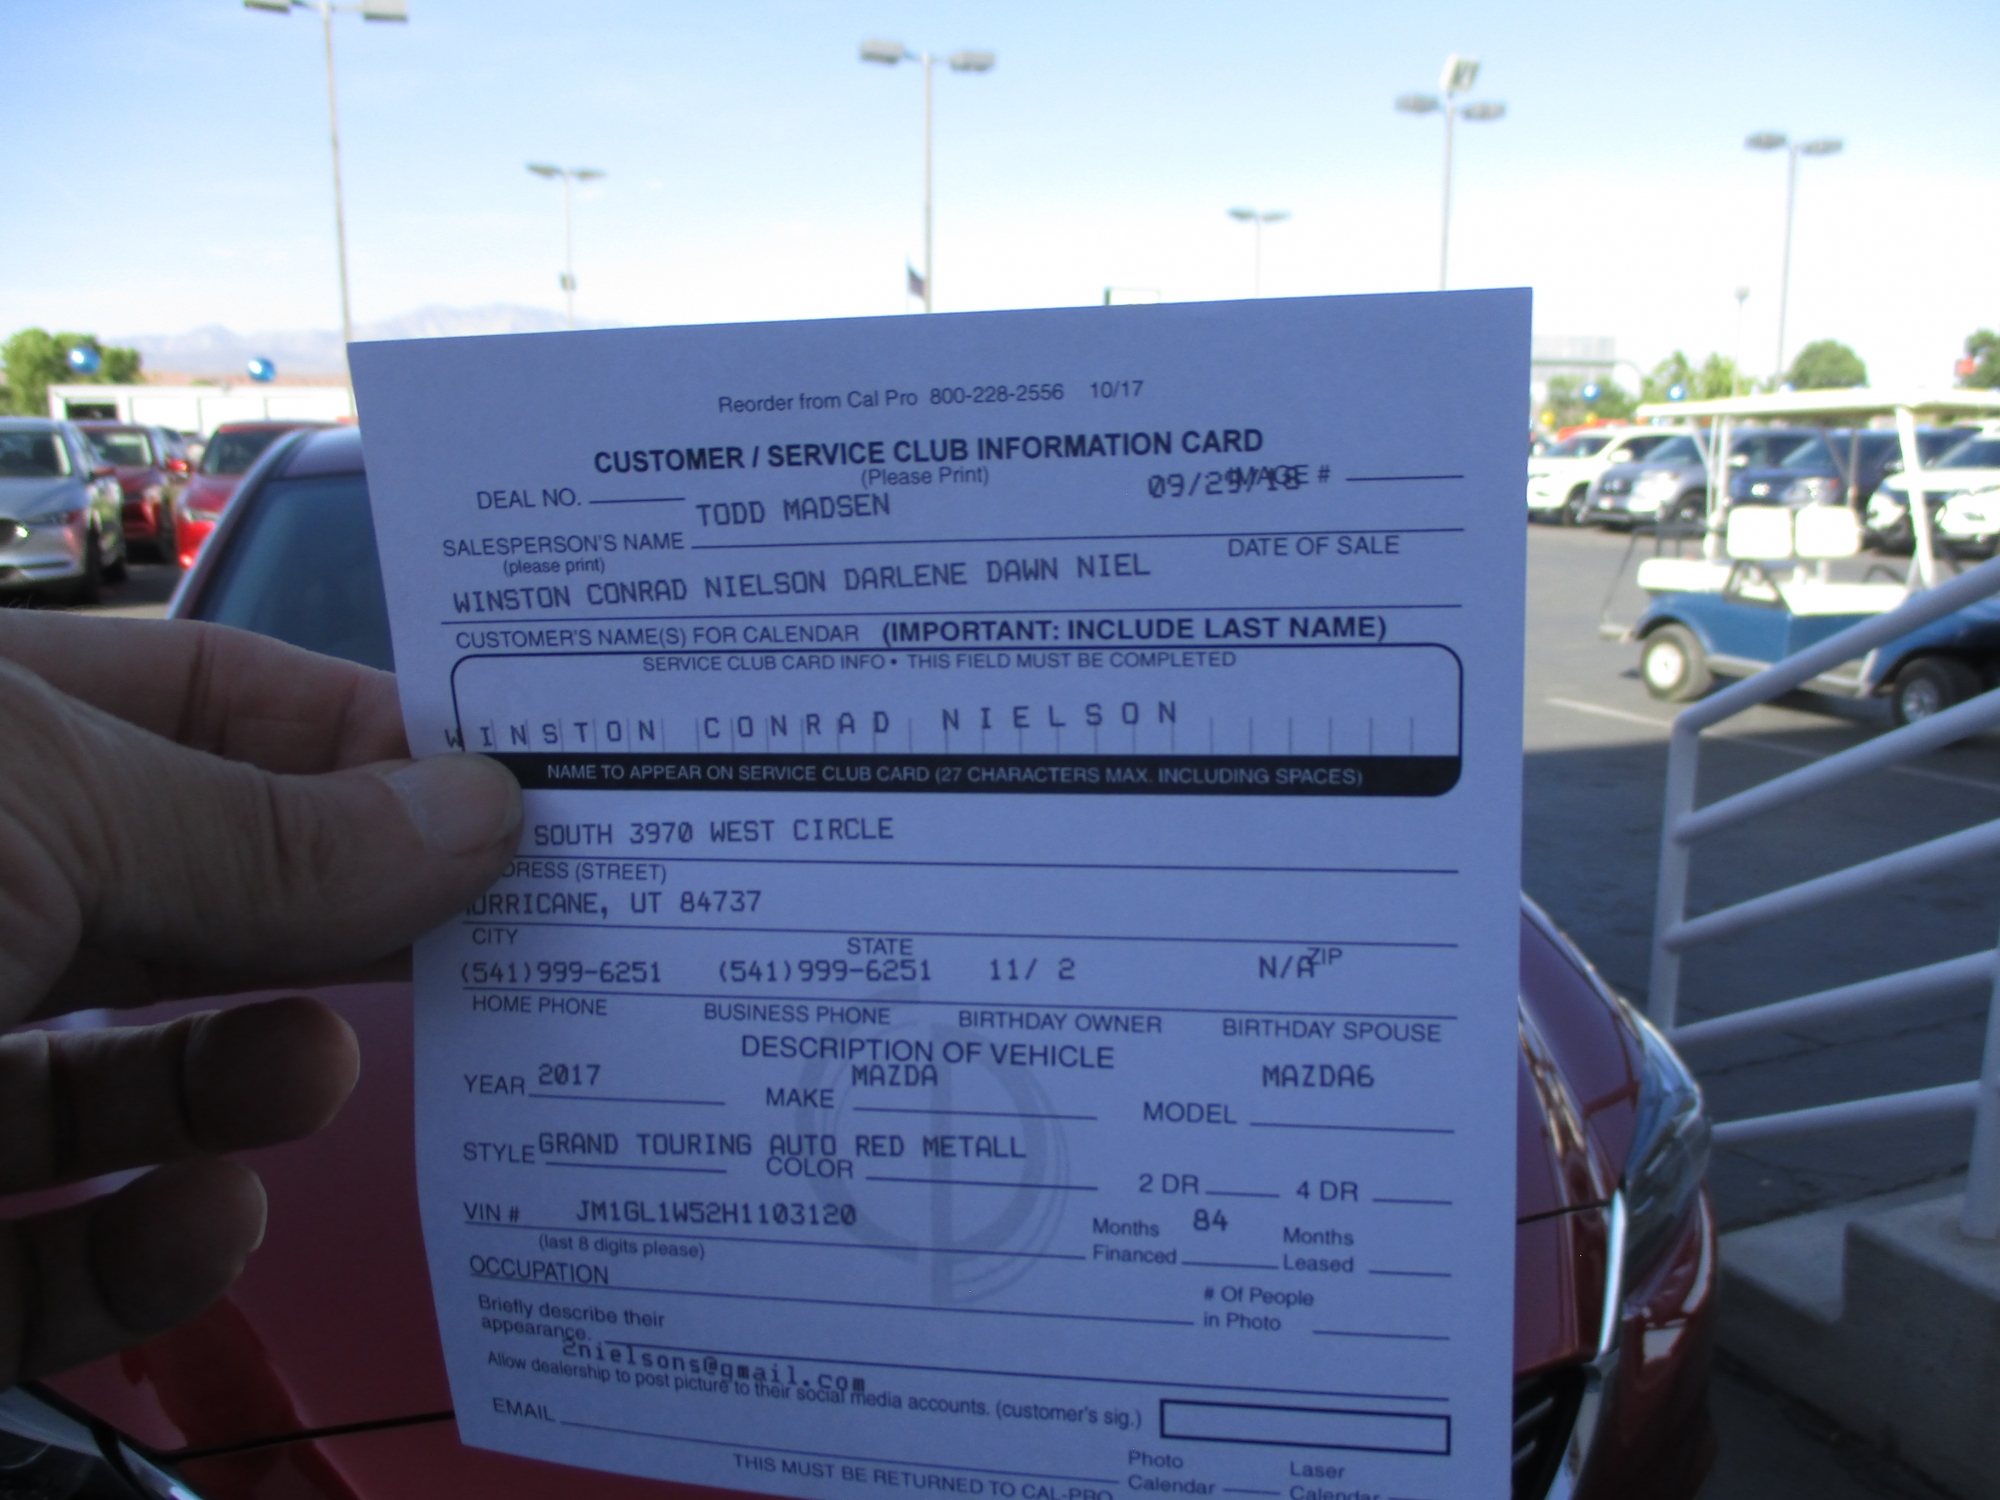 Reorder from Cal Pro 800-228-2556 10/17
CUSTOMER / SERVICE CLUB INFORMATION CARD
(Please Print)
DEAL NO. IMAGE #
TODD MADSEN 09/29/18
SALESPERSON'S NAME DATE OF SALE
(please print)
WINSTON CONRAD NIELSON DARLENE DAWN NIEL
CUSTOMER'S NAME(S) FOR CALENDAR (IMPORTANT: INCLUDE LAST NAME)
SERVICE CLUB CARD INFO • THIS FIELD MUST BE COMPLETED
WINSTON CONRAD NIELSON
NAME TO APPEAR ON SERVICE CLUB CARD (27 CHARACTERS MAX. INCLUDING SPACES)
SOUTH 3970 WEST CIRCLE
DRESS (STREET)
URRICANE, UT 84737
CITY STATE ZIP
(541)999-6251 (541)999-6251 11/ 2 N/A
HOME PHONE BUSINESS PHONE BIRTHDAY OWNER BIRTHDAY SPOUSE
DESCRIPTION OF VEHICLE
YEAR 2017 MAKE MAZDA MODEL MAZDA6
STYLE GRAND TOURING AUTO RED METALL
COLOR 2 DR 4 DR
VIN # JM1GL1W52H1103120 Months Financed 84 Months Leased
(last 8 digits please)
OCCUPATION # Of People in Photo
Briefly describe their
appearance.
2nielsons@gmail.com
Allow dealership to post picture to their social media accounts. (customer's sig.)
EMAIL
Photo Calendar Laser Calendar
THIS MUST BE RETURNED TO CAL-PRO